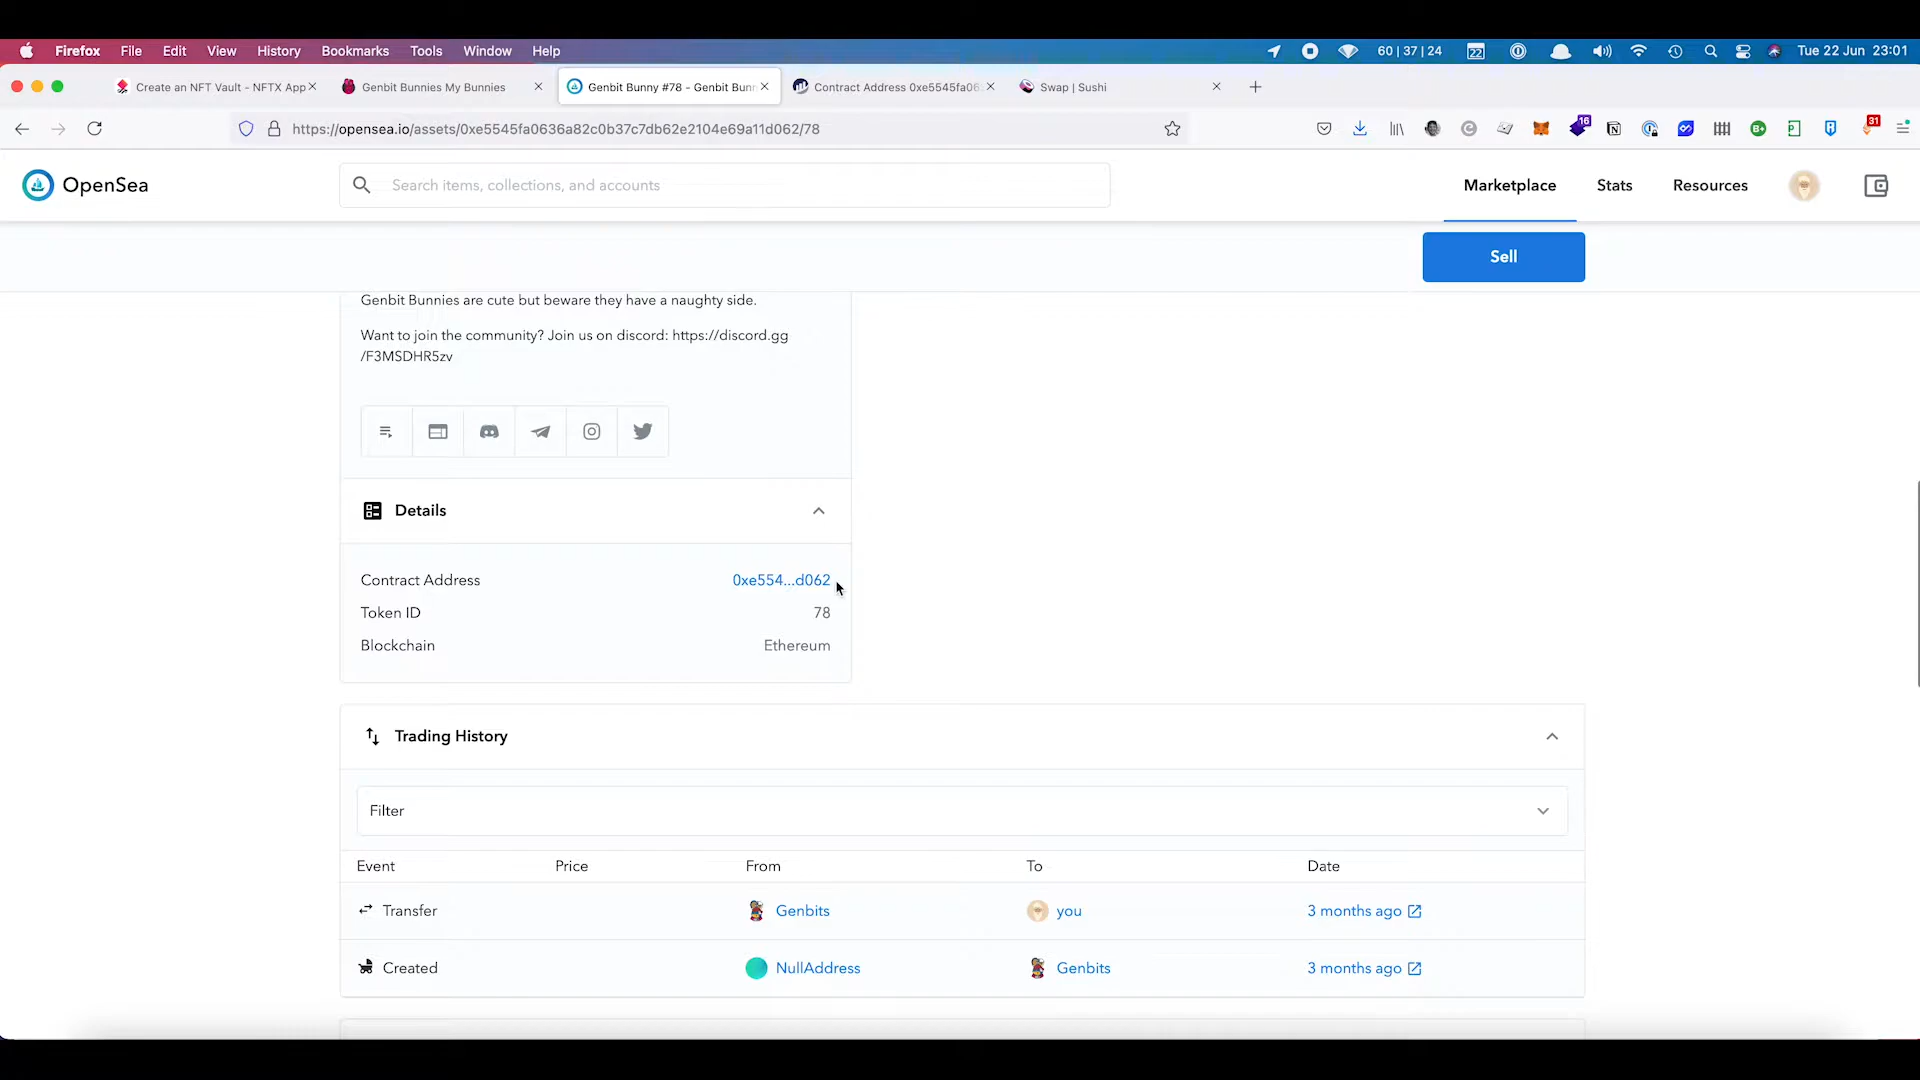 Firefox File Edit View History Bookmarks Tools Window Help 60 | 37 | 24 22 Tue 22 Jun 23:01
Create an NFT Vault - NFTX App Genbit Bunnies My Bunnies Genbit Bunny #78 - Genbit Bun Contract Address 0xe5545fa06 Swap | Sushi
https://opensea.io/assets/0xe5545fa0636a82c0b37c7db62e2104e69a11d062/78 16 31
OpenSea Search items, collections, and accounts Marketplace Stats Resources
Sell
Genbit Bunnies are cute but beware they have a naughty side.
Want to join the community? Join us on discord: https://discord.gg
/F3MSDHR5zv
Details
Contract Address 0xe554...d062
Token ID 78
Blockchain Ethereum
Trading History
Filter
Event Price From To Date
Transfer Genbits you 3 months ago
Created NullAddress Genbits 3 months ago